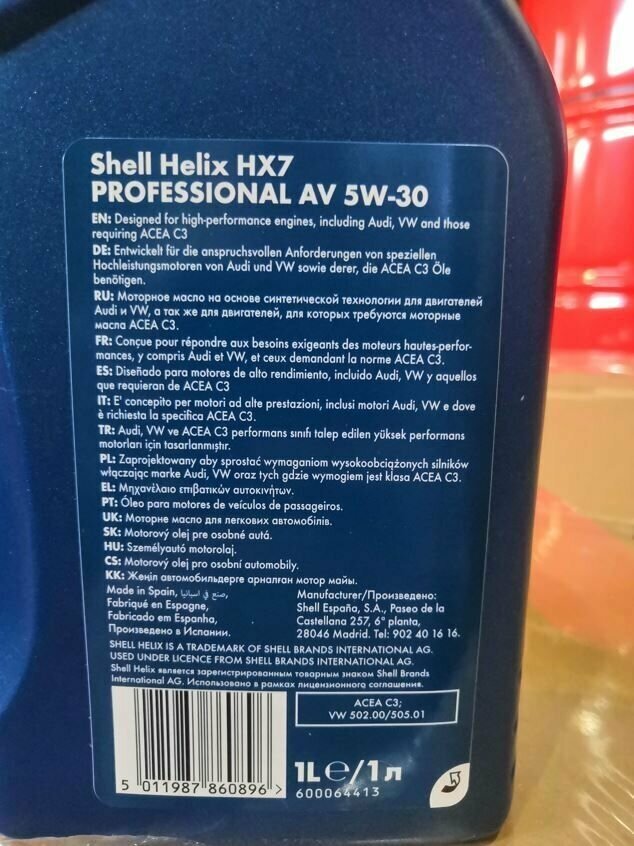 Shell Helix HX7
PROFESSIONAL AV 5W-30
EN: Designed for high-performance engines, including Audi, VW and those
requiring ACEA C3
DE: Entwickelt für die anspruchsvollen Anforderungen von speziellen
Hochleistungsmotoren von Audi und VW sowie derer, die ACEA C3 Öle
benötigen.
RU: Моторное масло на основе синтетической технологии для двигателей
Audi и VW, а так же для двигателей, для которых требуются моторные
масла ACEA C3.
FR: Conçue pour répondre aux besoins exigeants des moteurs hautes-perfor-
mances, y compris Audi et VW, et ceux demandant la norme ACEA C3.
ES: Diseñado para motores de alto rendimiento, incluido Audi, VW y aquellos
que requieran de ACEA C3
IT: E' concepito per motori ad alte prestazioni, inclusi motori Audi, VW e dove
è richiesta la specifica ACEA C3.
TR: Audi, VW ve ACEA C3 performans sınıfı talep edilen yüksek performans
motorları için tasarlanmıştır.
PL: Zaprojektowany aby sprostać wymaganiom wysokoobciążonych silników
włączając marke Audi, VW oraz tych gdzie wymogiem jest klasa ACEA C3.
EL: Μηχανέλαιο επιβατικών αυτοκινήτων.
PT: Óleo para motores de veículos de passageiros.
UK: Моторне масло для легкових автомобілів.
SK: Motorový olej pre osobné autá.
HU: Személyautó motorolaj.
CS: Motorový olej pro osobní automobily.
KK: Жеңіл автомобильдерге арналған мотор майы.
Made in Spain, صنع في اسبانيا,
Fabriqué en Espagne,
Fabricado em Espanha,
Произведено в Испании.
Manufacturer/Произведено:
Shell España, S.A., Paseo de la
Castellana 257, 6ª planta,
28046 Madrid. Tel: 902 40 16 16.
SHELL HELIX IS A TRADEMARK OF SHELL BRANDS INTERNATIONAL AG.
USED UNDER LICENCE FROM SHELL BRANDS INTERNATIONAL AG.
Shell Helix является зарегистрированным товарным знаком Shell Brands
International AG. Использовано в рамках лицензионного соглашения.
ACEA C3;
VW 502.00/505.01
5 011987 860896 >
1L e/1л
600064413